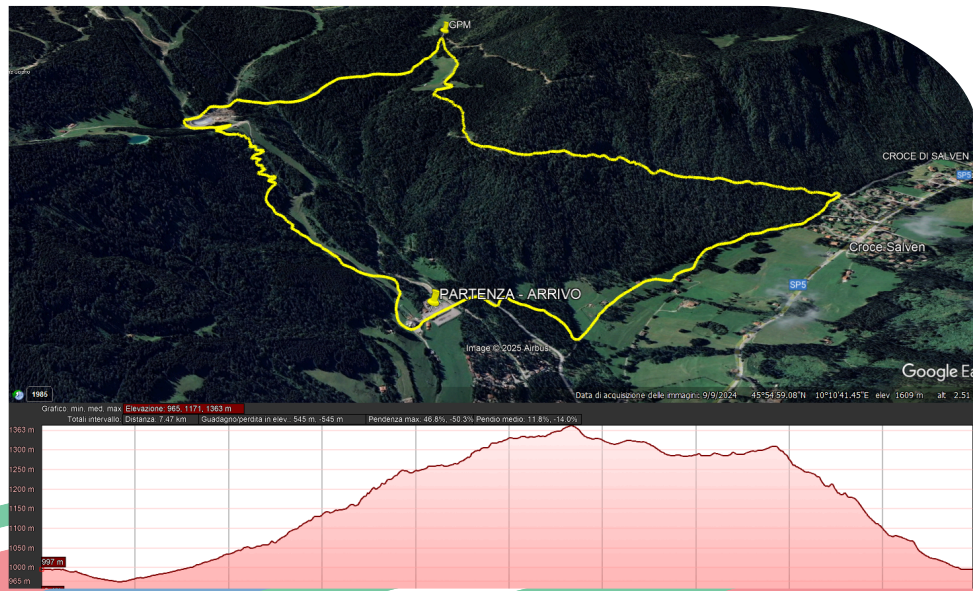 GPM
CROCE DI SALVEN
SP5
Croce Salven
SP5
PARTENZA - ARRIVO
Image © 2025 Airbus
Google Ea
1985
Data di acquisizione delle immagini: 9/9/2024 45°54'59.08"N 10°10'41.45"E elev 1609 m alt 2.51
Grafico min, med, max Elevazione: 965, 1171, 1363 m
Totali intervallo: Distanza: 7.47 km Guadagno/perdita in elev.: 545 m, -545 m Pendenza max. 46.8%, -50.3% Pendio medio: 11.8%, -14.0%
1363 m
1300 m
1250 m
1200 m
1150 m
1100 m
1050 m
997 m
1000 m
965 m